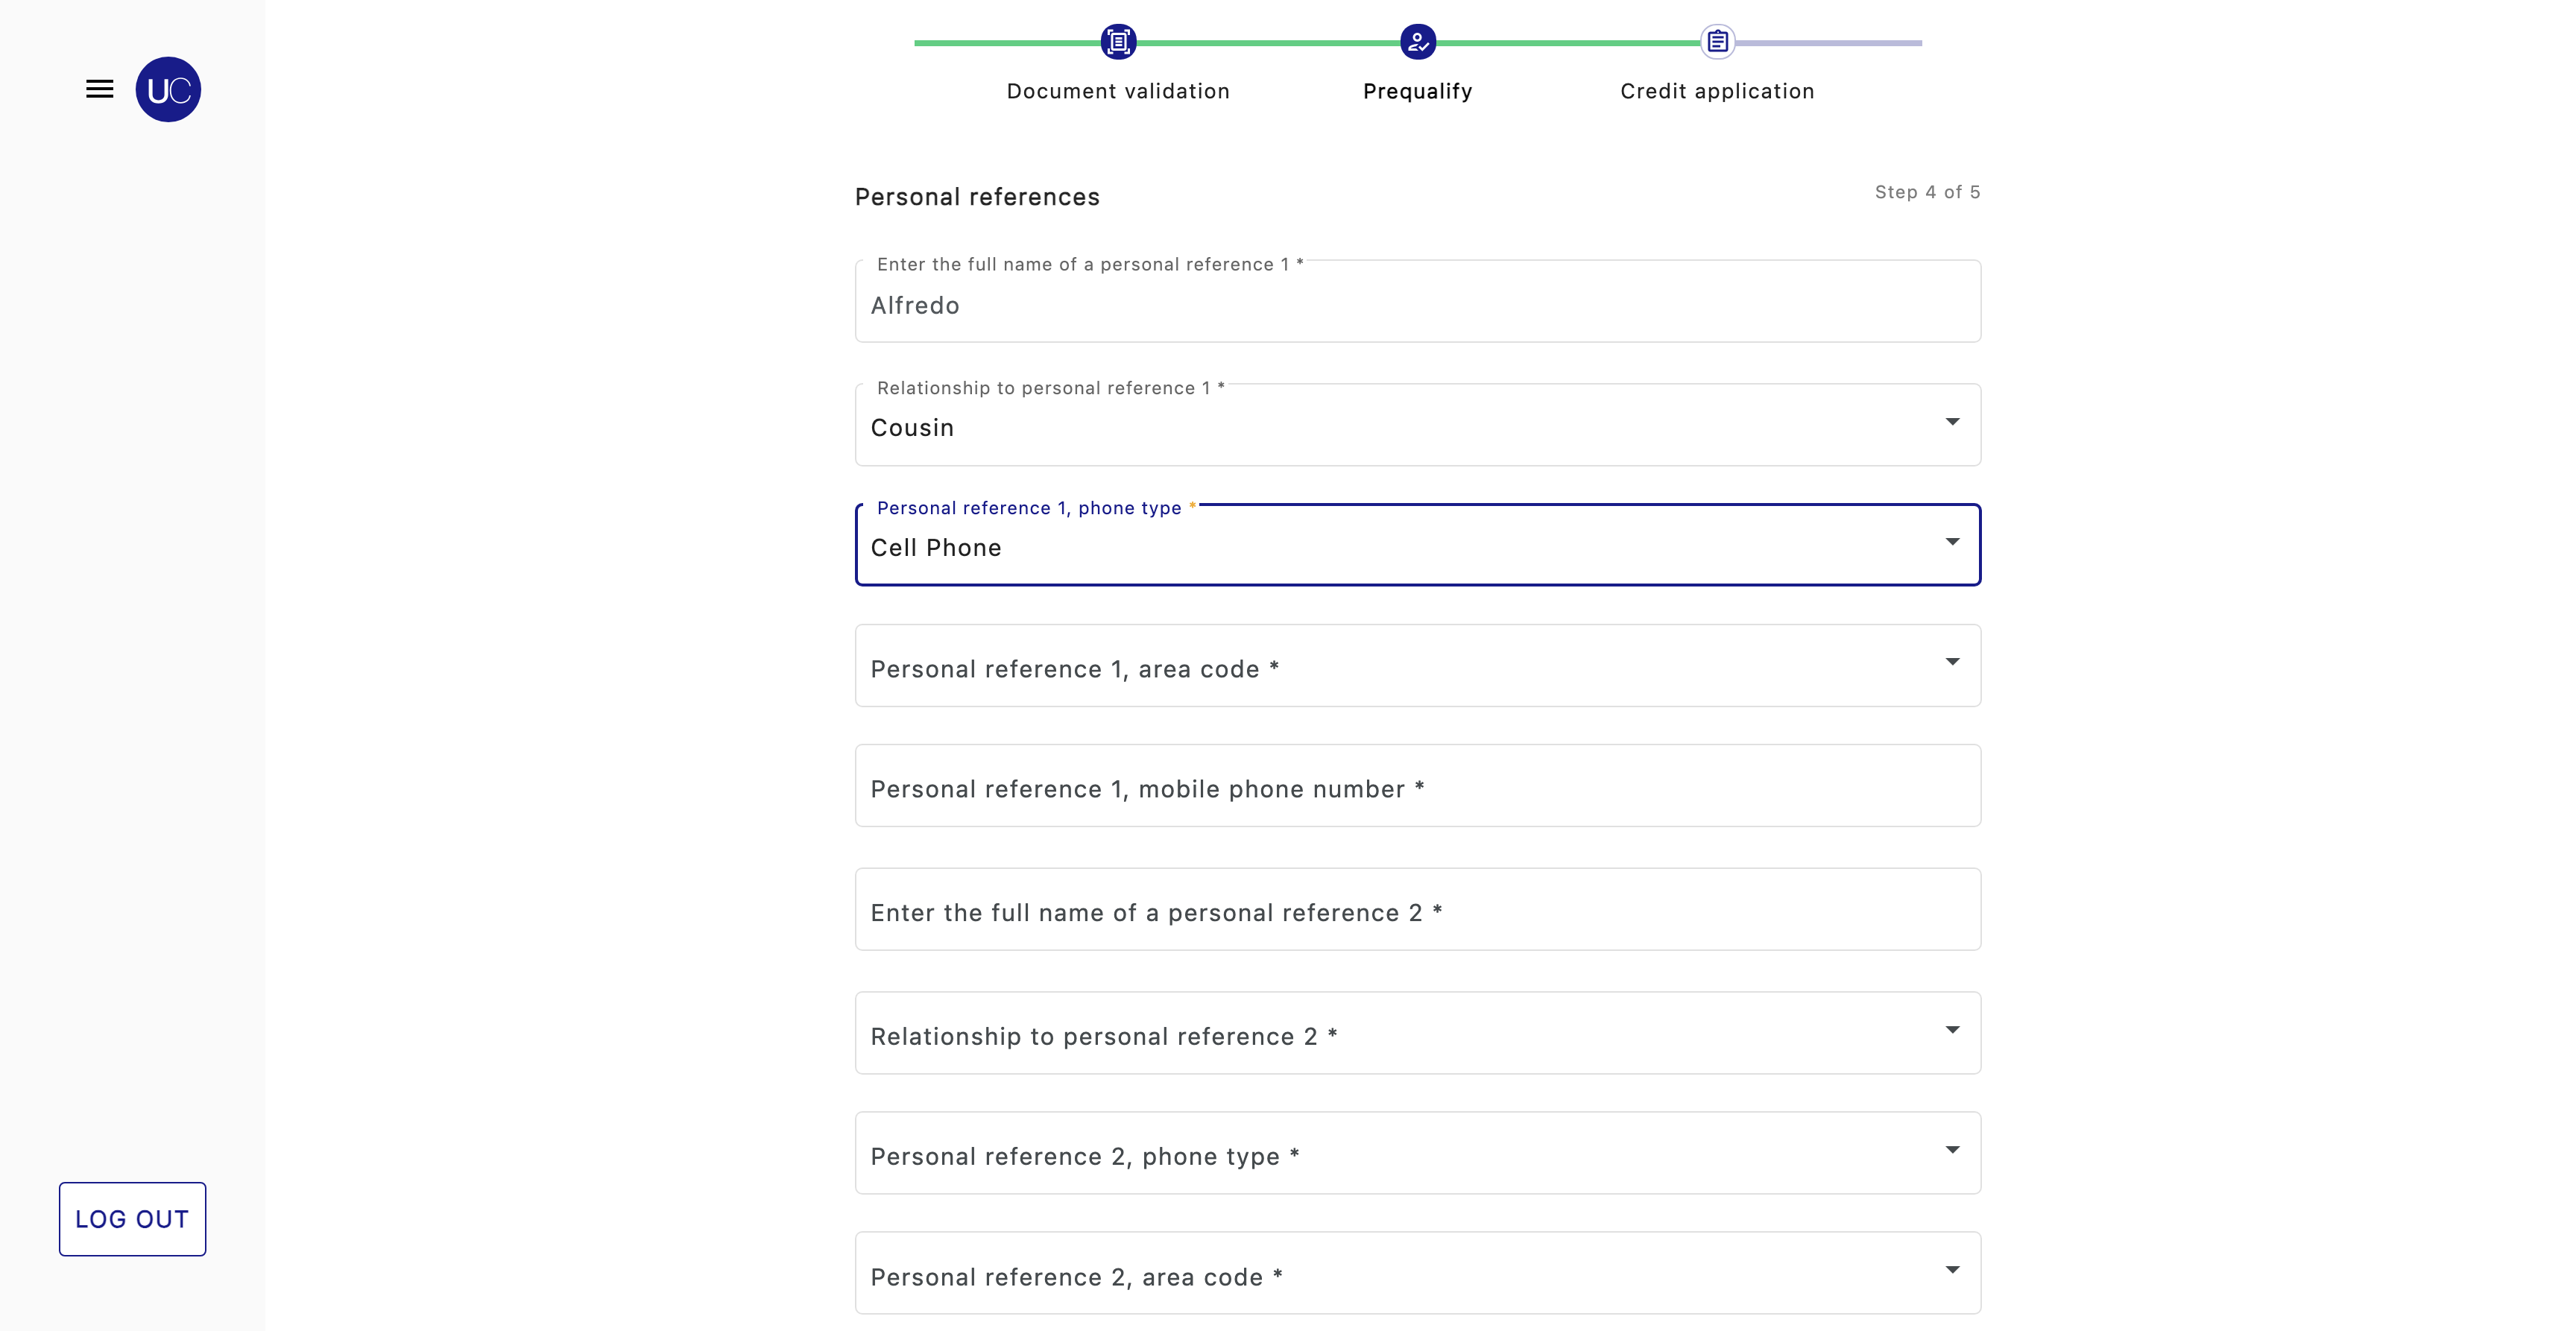 UC
Document validation
Prequalify
Credit application
Personal references
Step 4 of 5
Enter the full name of a personal reference 1 *
Alfredo
Relationship to personal reference 1 *
Cousin
Personal reference 1, phone type *
Cell Phone
Personal reference 1, area code *
Personal reference 1, mobile phone number *
Enter the full name of a personal reference 2 *
Relationship to personal reference 2 *
Personal reference 2, phone type *
Personal reference 2, area code *
LOG OUT